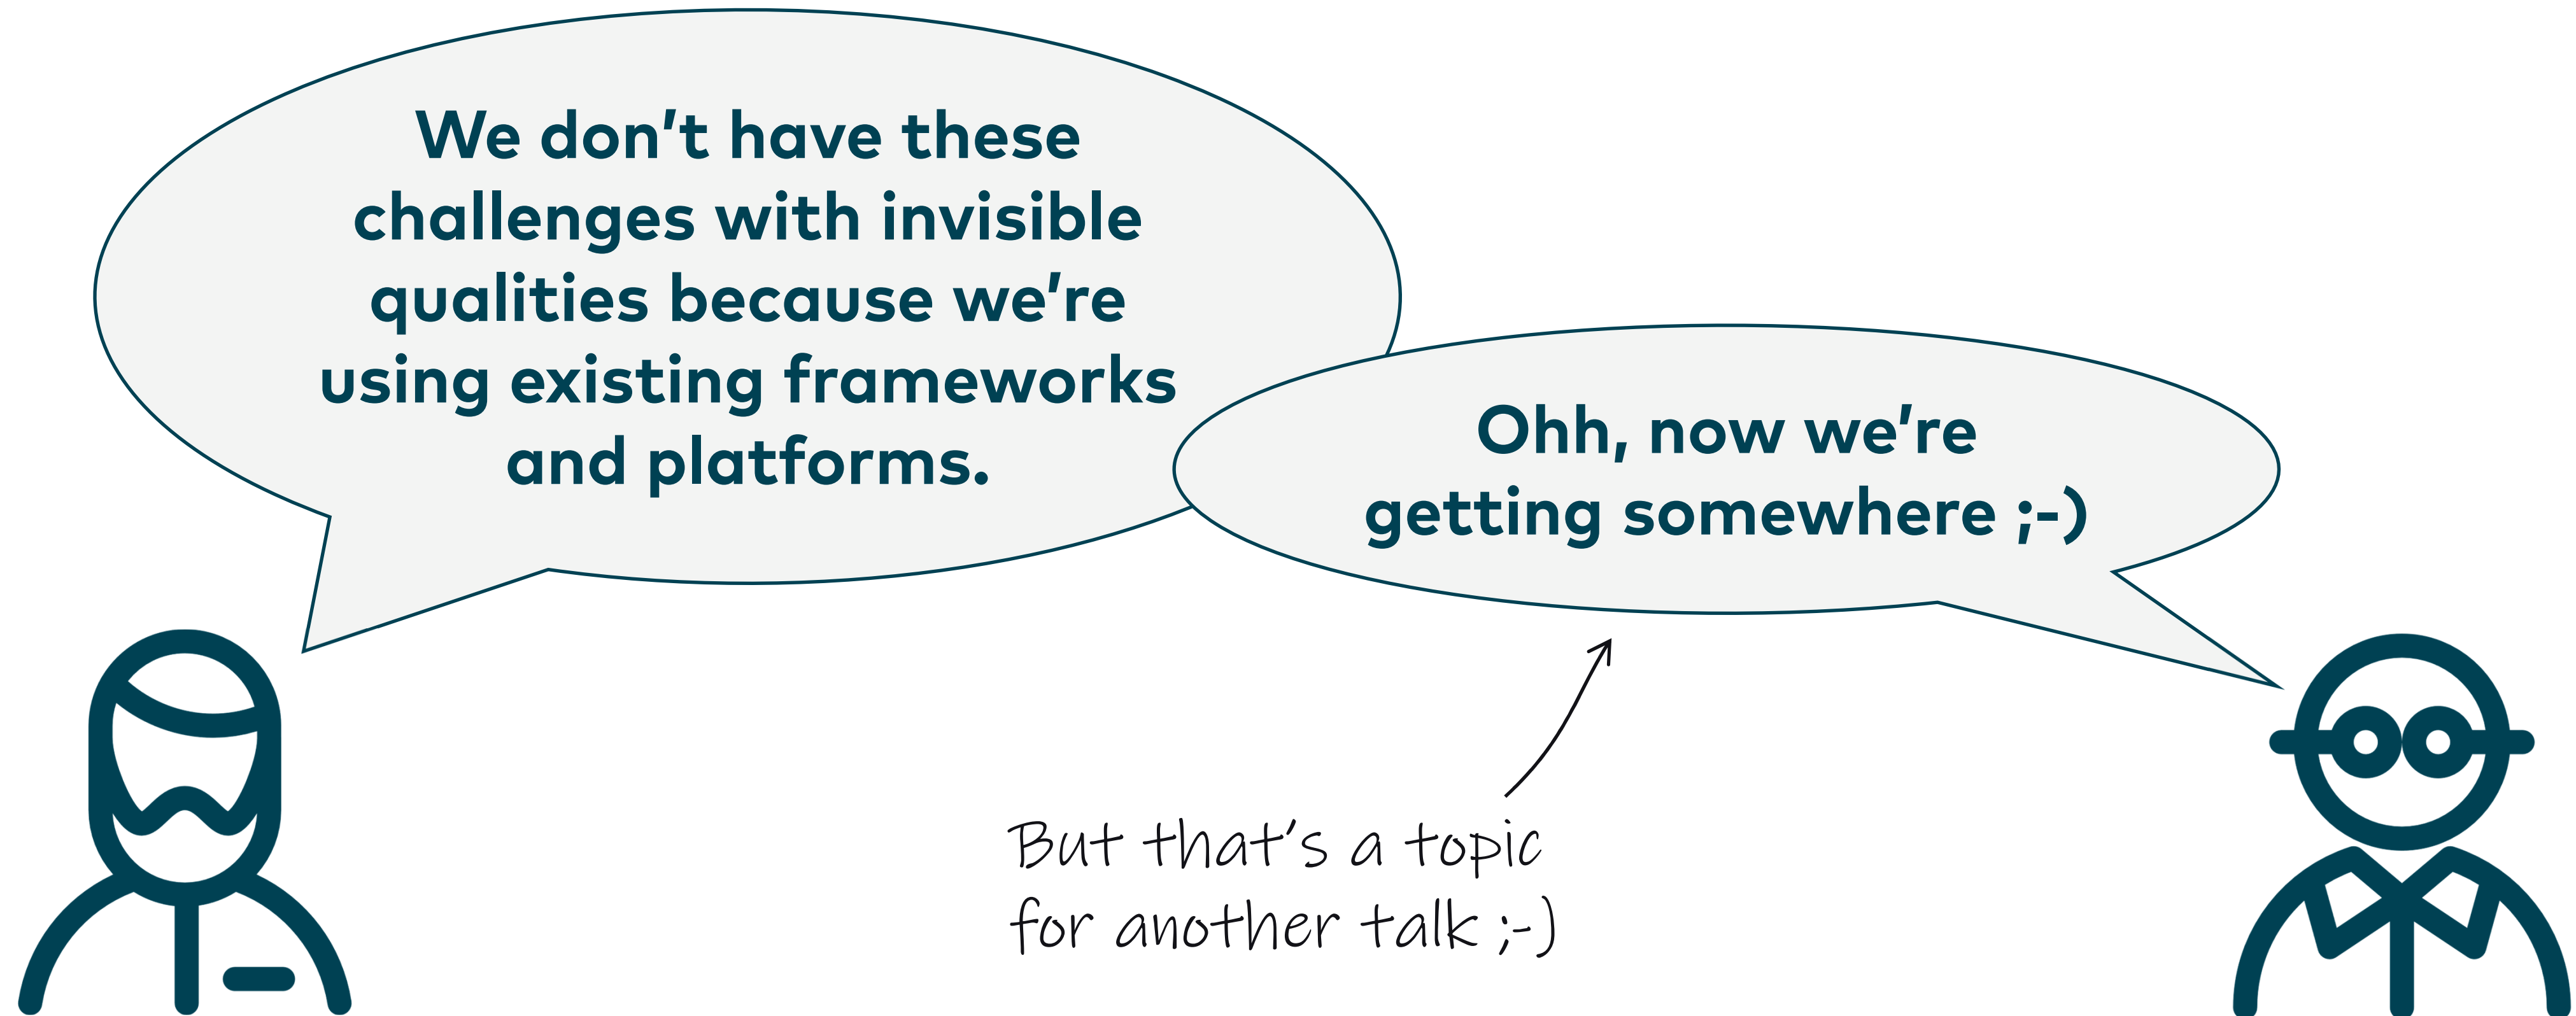 We don’t have these
challenges with invisible
qualities because we’re
using existing frameworks
and platforms.
Ohh, now we’re
getting somewhere ;-)
But that’s a topic
for another talk ;-)